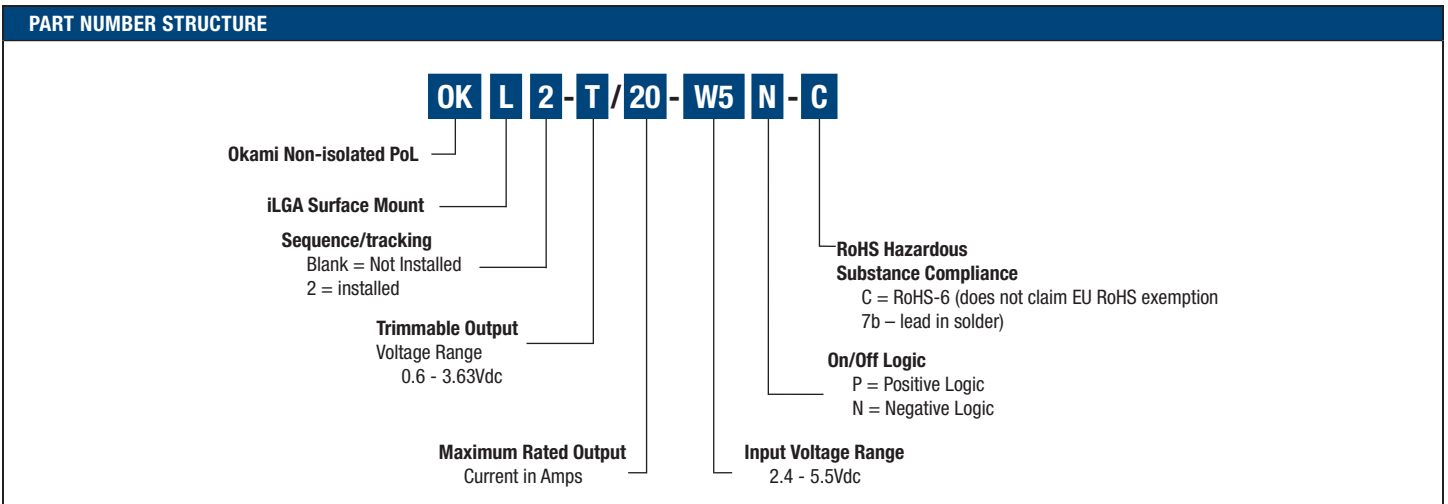 PART NUMBER STRUCTURE
OK L 2 - T / 20 - W5 N - C
Okami Non-isolated PoL
iLGA Surface Mount
Sequence/tracking
Blank = Not Installed
2 = installed
Trimmable Output
Voltage Range
0.6 - 3.63Vdc
Maximum Rated Output
Current in Amps
RoHS Hazardous
Substance Compliance
C = RoHS-6 (does not claim EU RoHS exemption
7b – lead in solder)
On/Off Logic
P = Positive Logic
N = Negative Logic
Input Voltage Range
2.4 - 5.5Vdc